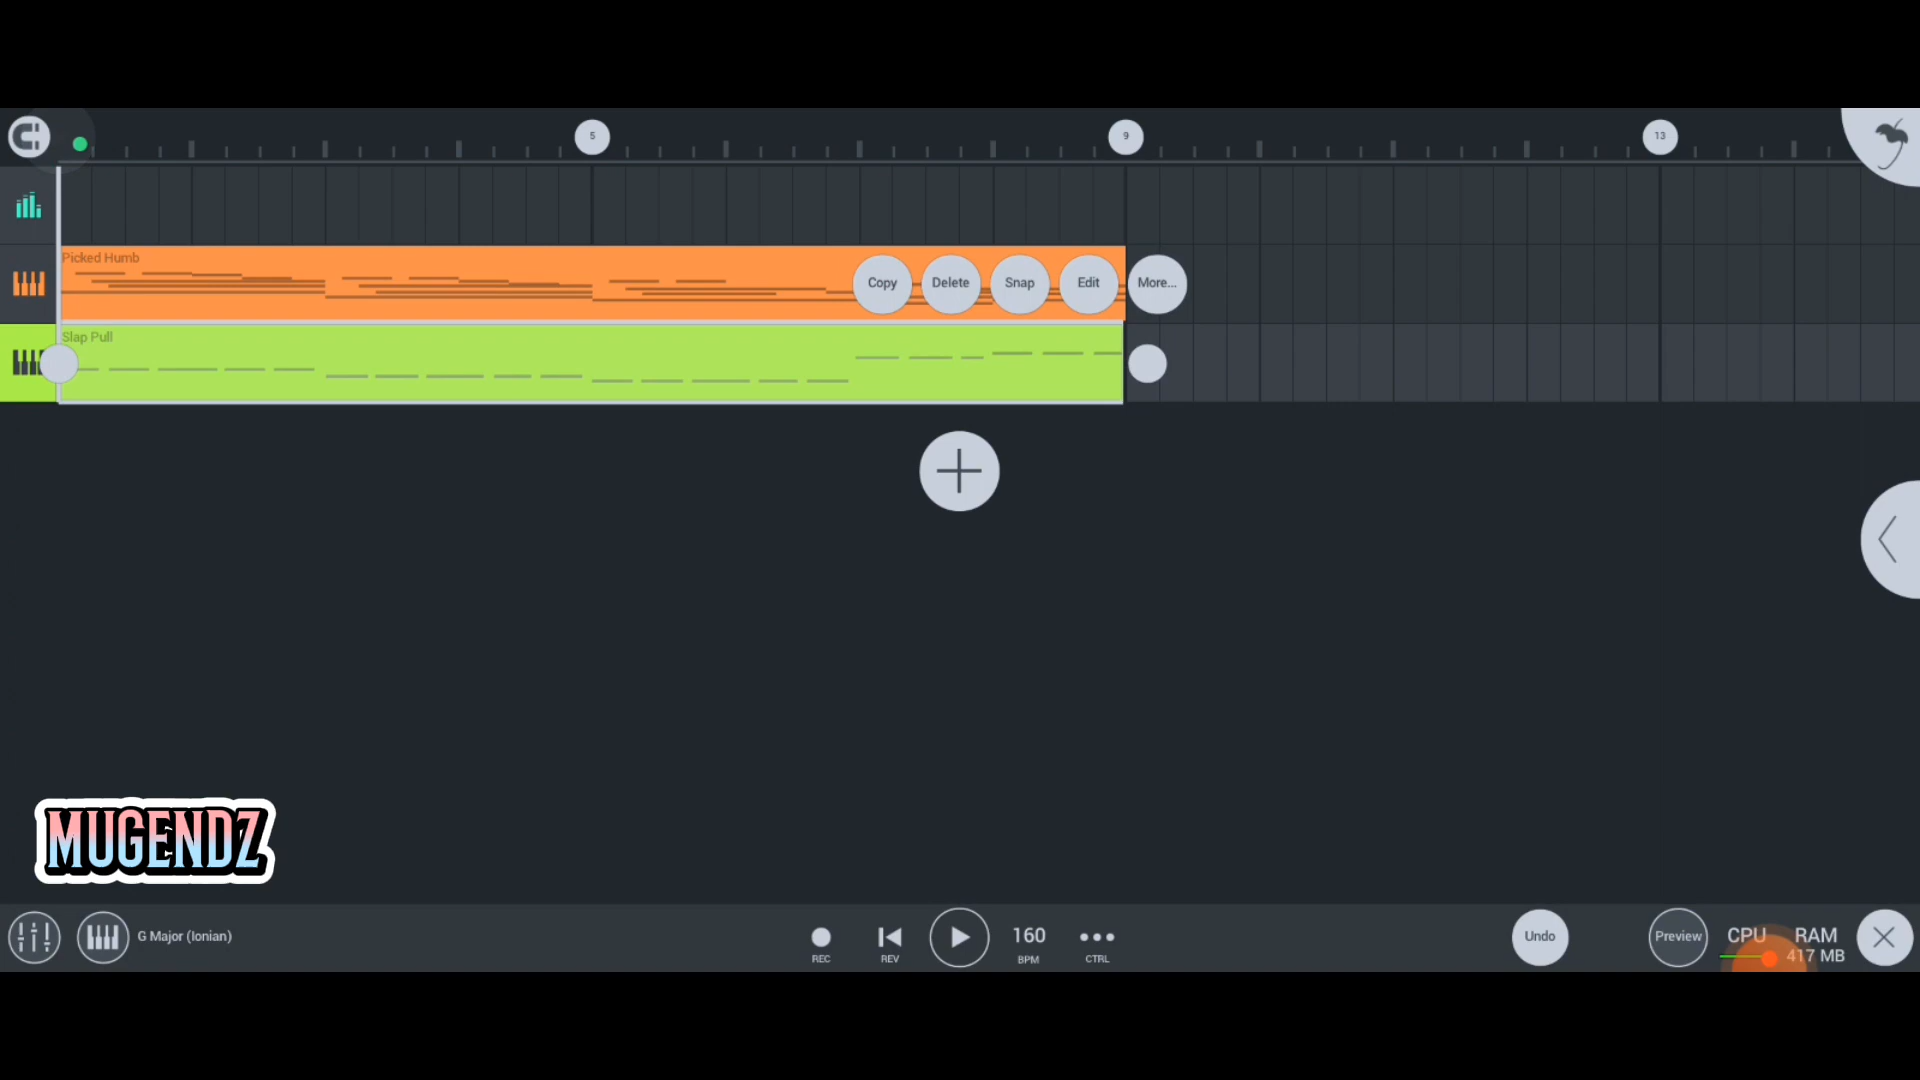 5
9
13
Picked Humb
Copy
Delete
Snap
Edit
More...
Slap Pull
MUGENDZ
G Major (Ionian)
REC
REV
160
BPM
CTRL
Undo
Preview
CPU
RAM
417 MB